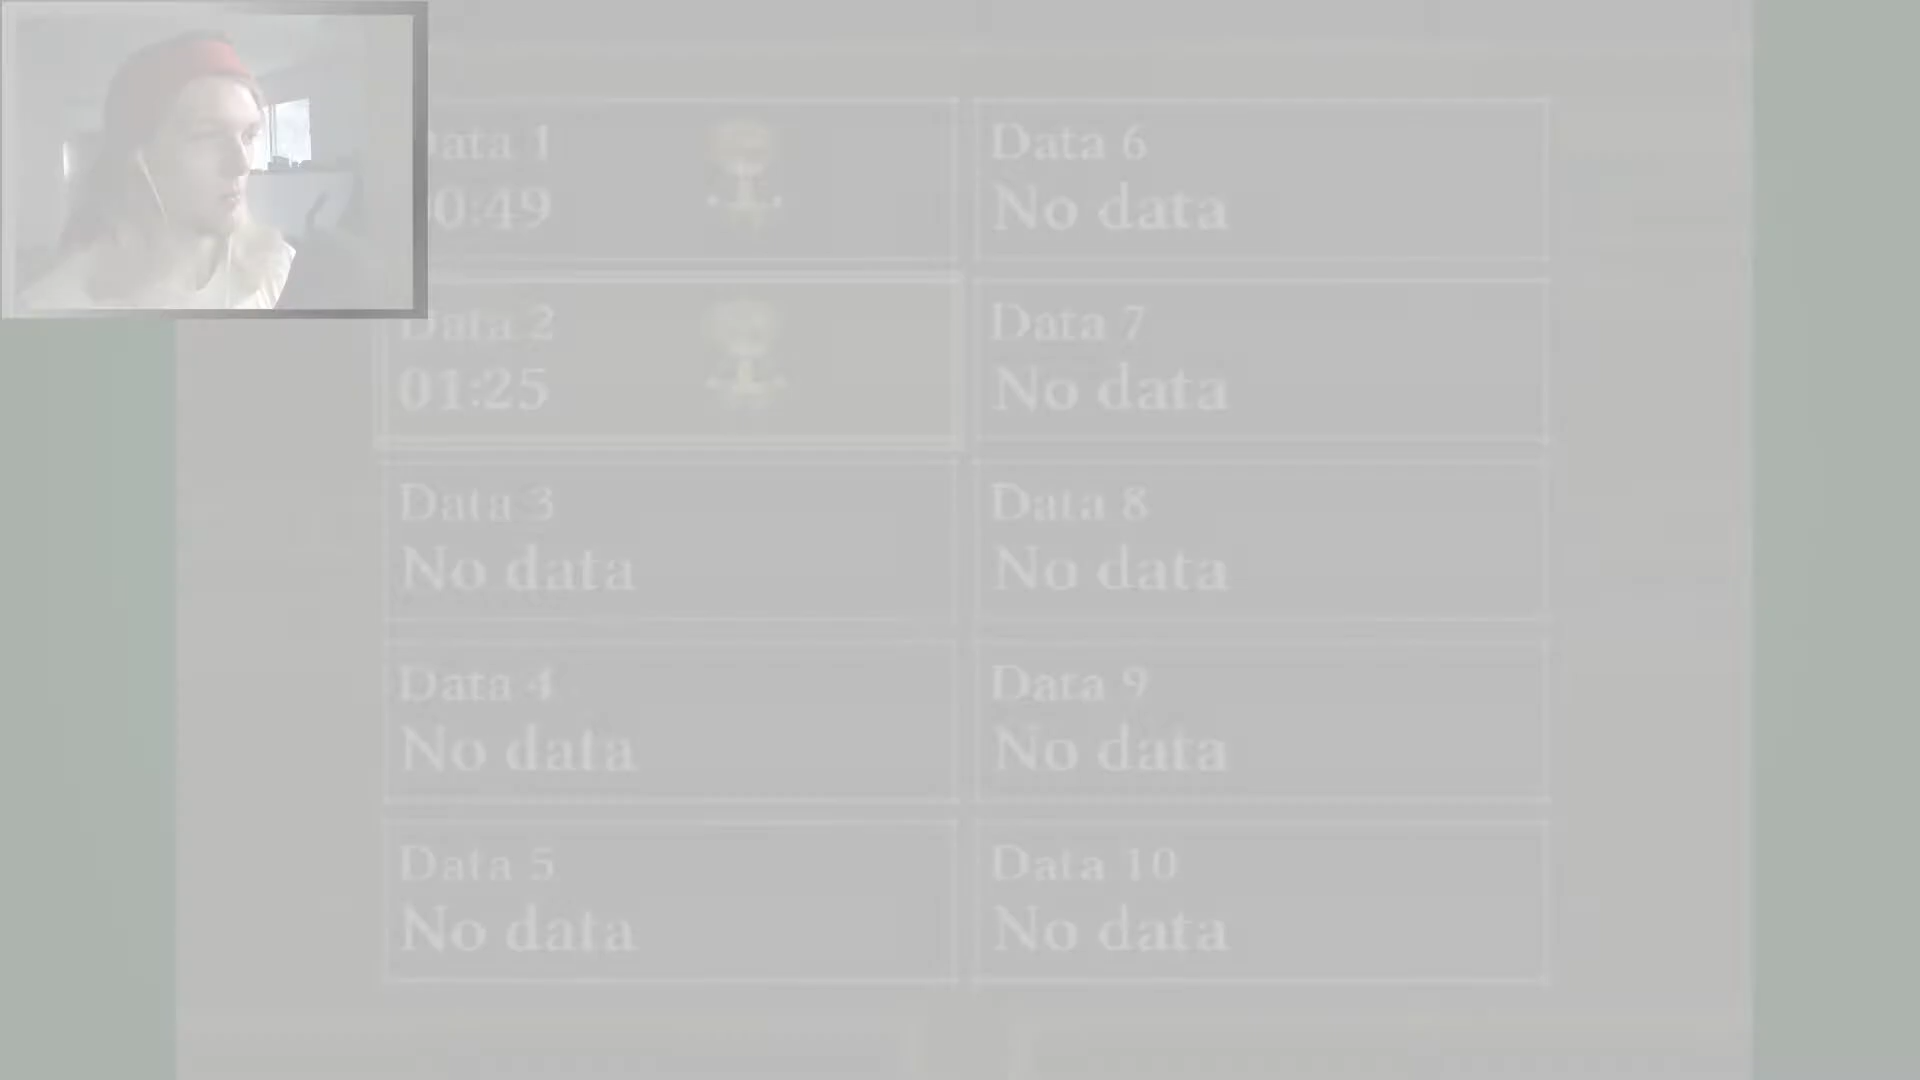 ata 1
0:49
Data 2
01:25
Data 3
No data
Data 4
No data
Data 5
No data
Data 6
No data
Data 7
No data
Data 8
No data
Data 9
No data
Data 10
No data